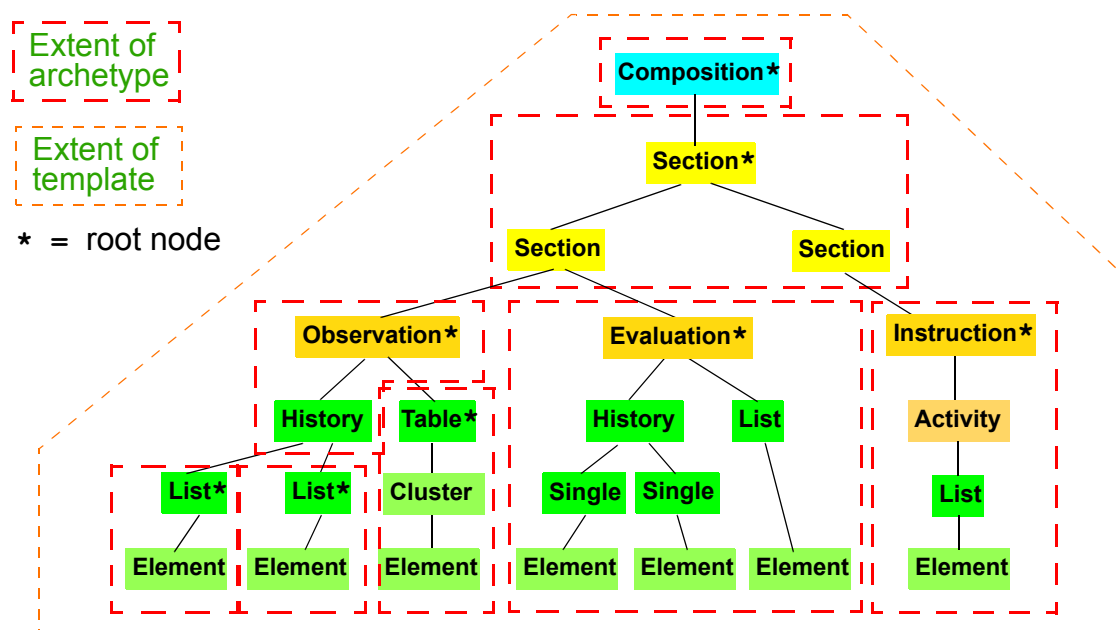 Extent of
archetype
Extent of
template
* = root node
Composition*
Section*
Section Section
Observation* Evaluation* Instruction*
History Table* History List Activity
List* List* Cluster Single Single List
Element Element Element Element Element Element Element